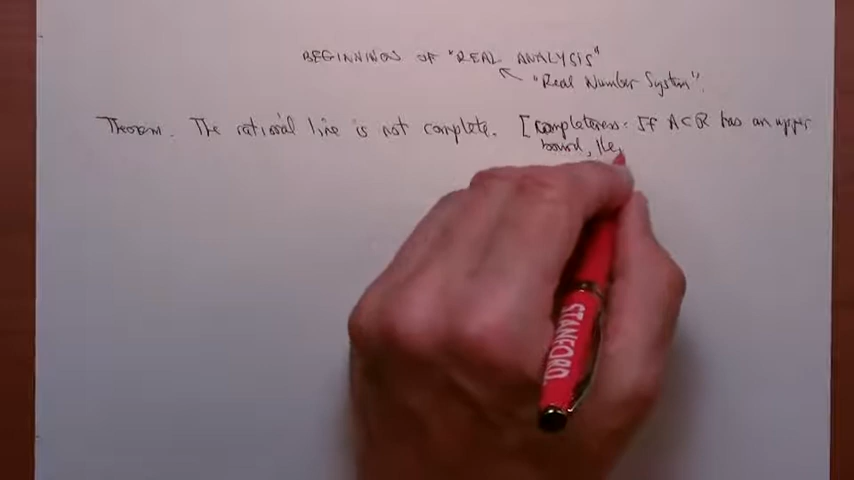 BEGINNINGS OF "REAL ANALYSIS"
"Real Number System".
Theorem. The rational line is not complete. [Completeness: If A⊂R has an upper
bound, the
STANFORD